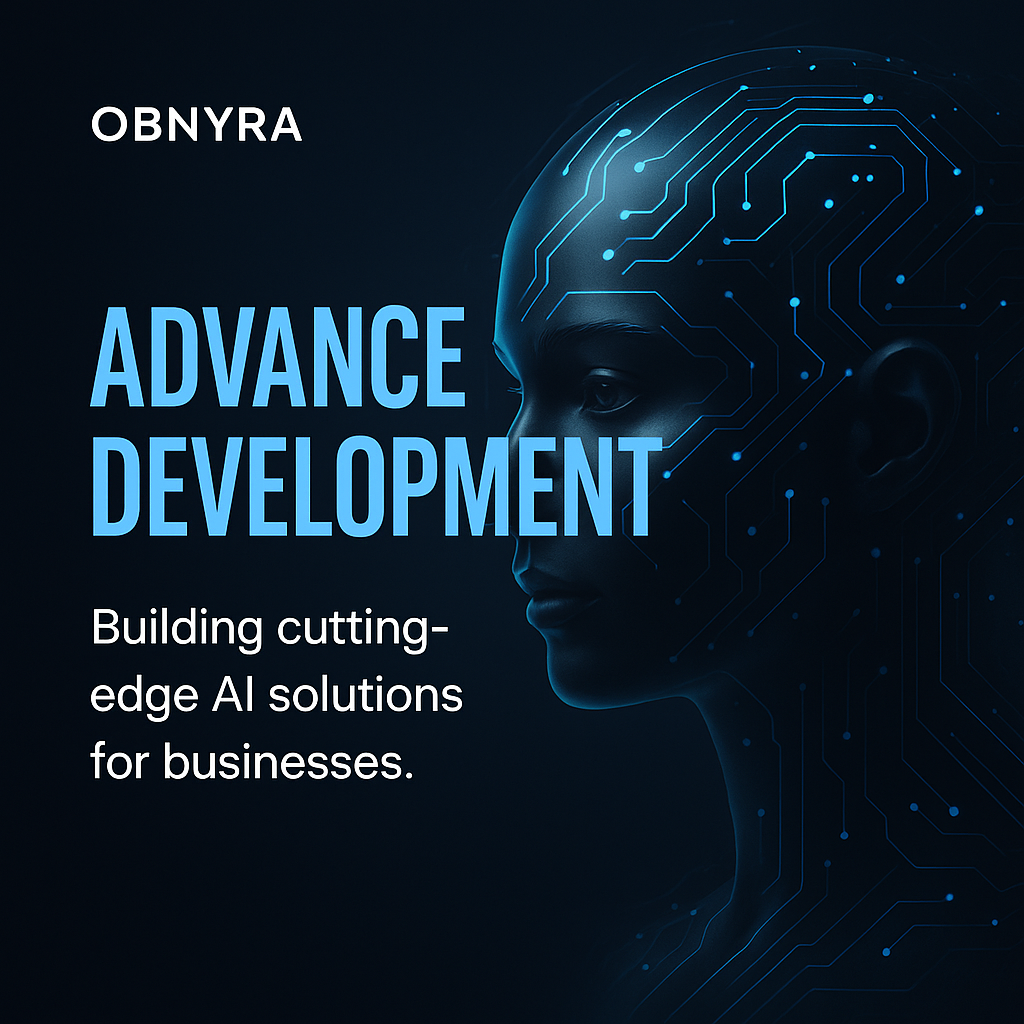 OBNYRA
ADVANCE
DEVELOPMENT
Building cutting-
edge AI solutions
for businesses.